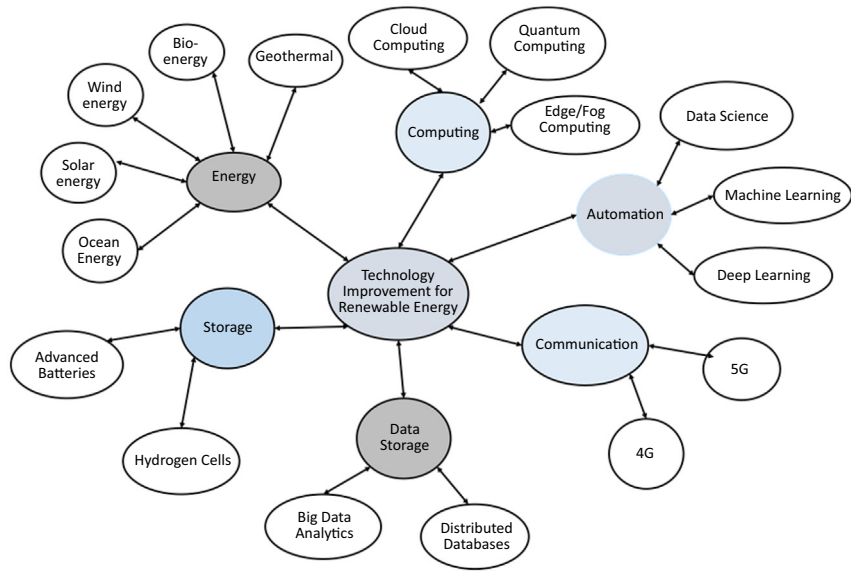 Cloud
Computing
Quantum
Computing
Bio-
energy
Geothermal
Wind
energy
Computing
Edge/Fog
Computing
Data Science
Solar
energy
Energy
Automation
Machine Learning
Ocean
Energy
Technology
Improvement for
Renewable Energy
Deep Learning
Storage
Communication
Advanced
Batteries
5G
Data
Storage
Hydrogen Cells
4G
Big Data
Analytics
Distributed
Databases